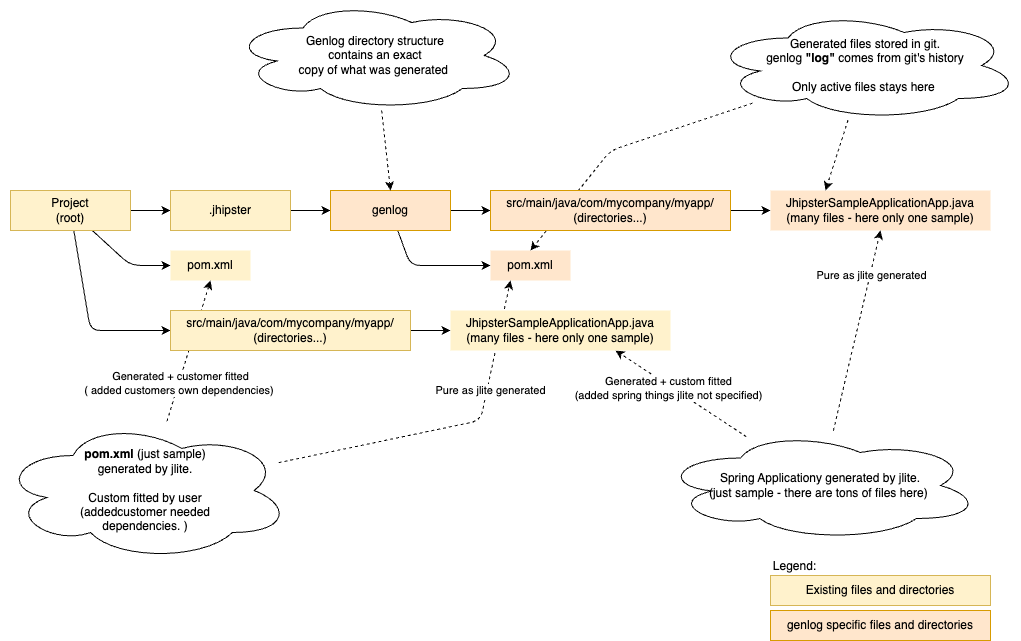 Genlog directory structure
contains an exact
copy of what was generated
Generated files stored in git.
genlog "log" comes from git's history
Only active files stays here
Project
(root)
.jhipster
genlog
src/main/java/com/mycompany/myapp/
(directories...)
JhipsterSampleApplicationApp.java
(many files - here only one sample)
pom.xml
pom.xml
Pure as jlite generated
src/main/java/com/mycompany/myapp/
(directories...)
JhipsterSampleApplicationApp.java
(many files - here only one sample)
Generated + customer fitted
( added customers own dependencies)
Pure as jlite generated
Generated + custom fitted
(added spring things jlite not specified)
pom.xml (just sample)
generated by jlite.
Custom fitted by user
(addedcustomer needed
dependencies. )
Spring Applicationy generated by jlite.
(just sample - there are tons of files here)
Legend:
Existing files and directories
genlog specific files and directories